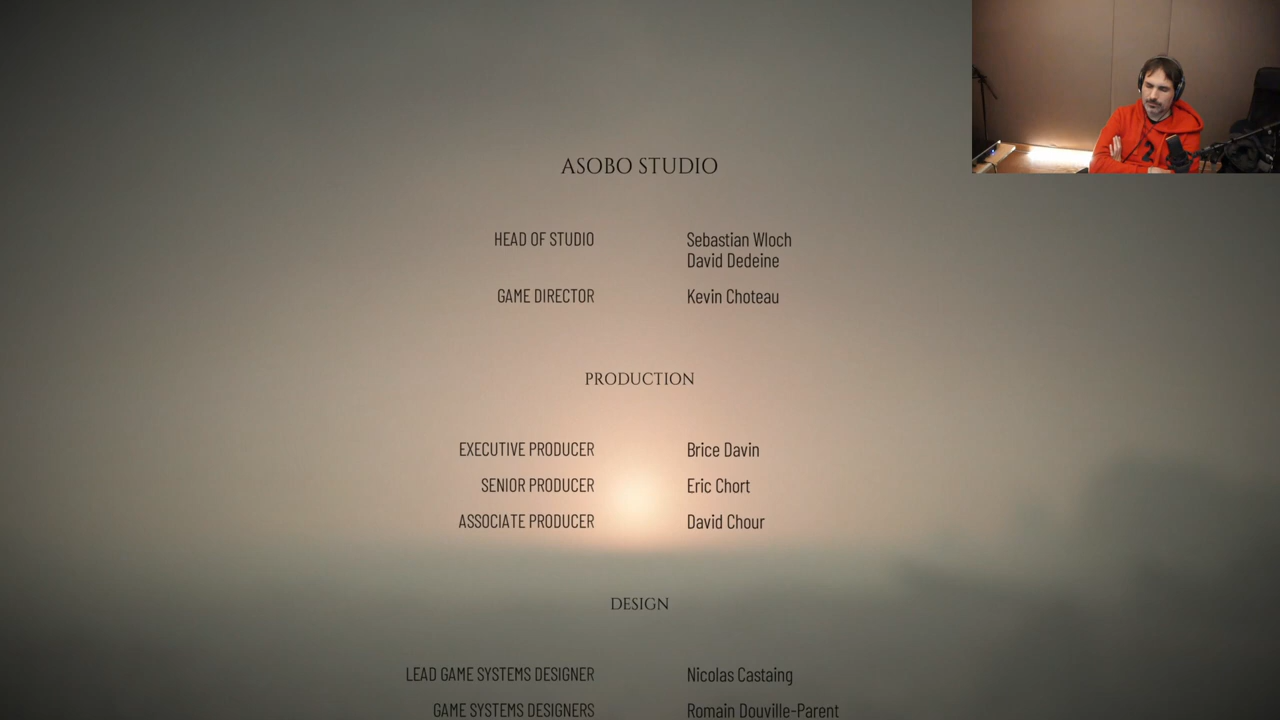 ASOBO STUDIO
HEAD OF STUDIO Sebastian Wloch
David Dedeine
GAME DIRECTOR Kevin Choteau
PRODUCTION
EXECUTIVE PRODUCER Brice Davin
SENIOR PRODUCER Eric Chort
ASSOCIATE PRODUCER David Chour
DESIGN
LEAD GAME SYSTEMS DESIGNER Nicolas Castaing
GAME SYSTEMS DESIGNERS Romain Douville-Parent